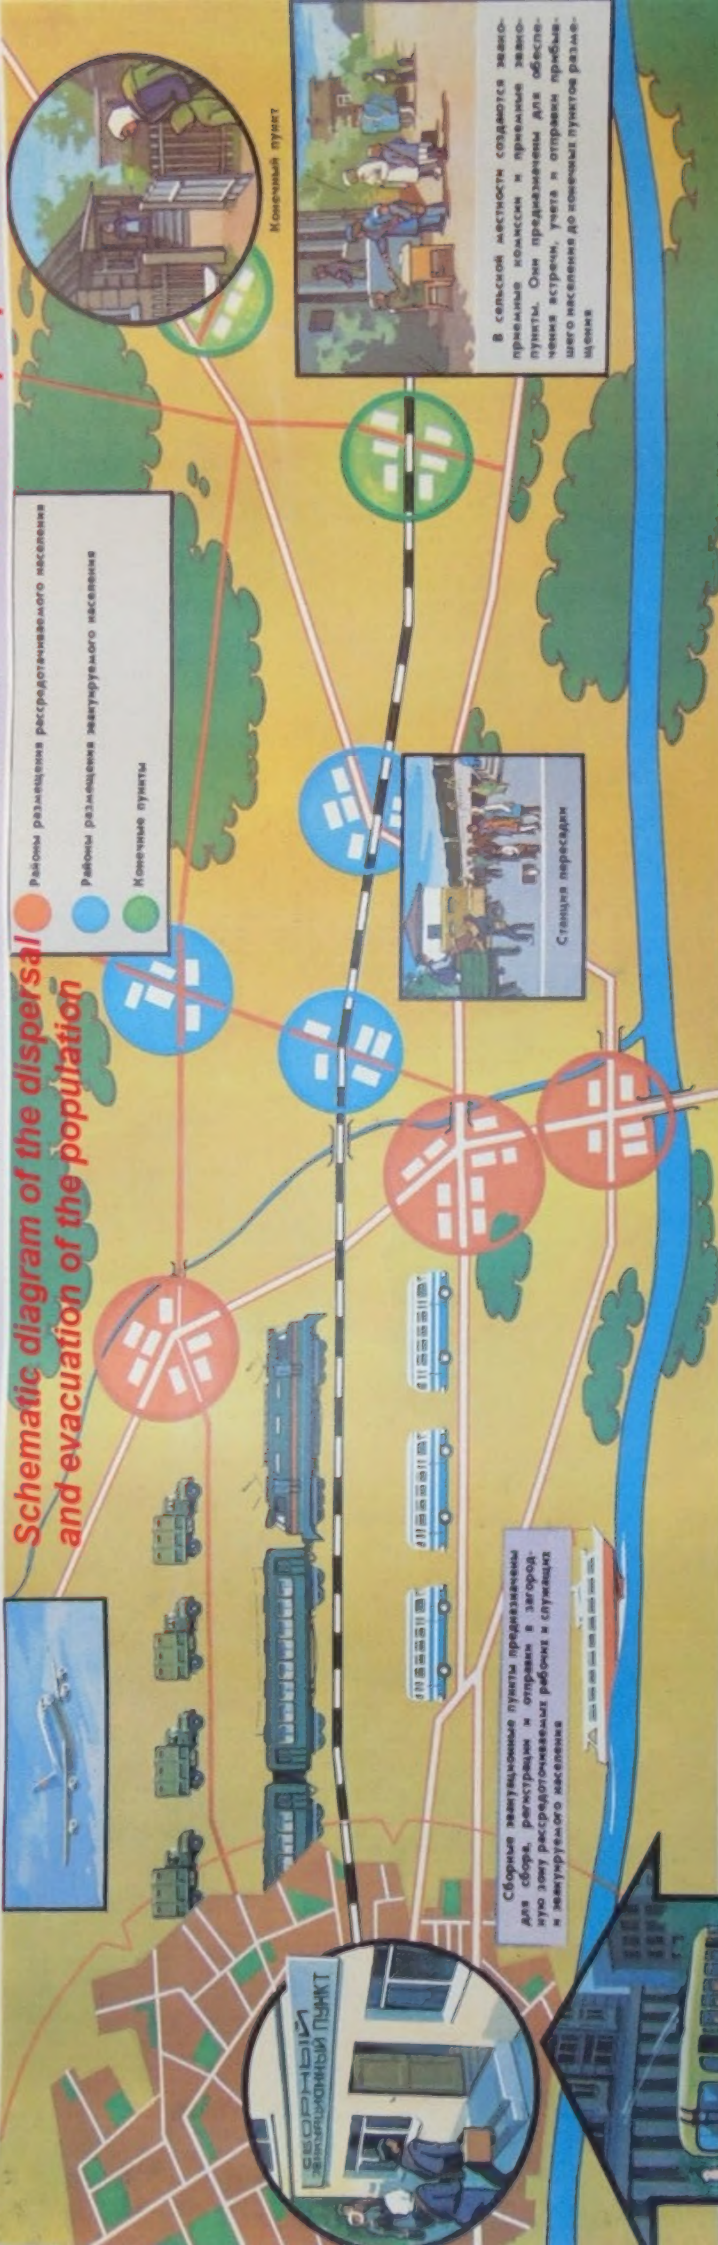 Schematic diagram of the dispersal
and evacuation of the population
Районы размещения рассредотачиваемого населения
Районы размещения эвакуируемого населения
Конечные пункты
Конечный пункт
В сельской местности создаются эвако-
приемные комиссии и приемные эвако-
пункты. Они предназначены для обеспе-
чения встречи, учета и отправки прибыв-
шего населения до конечных пунктов разме-
щения
Станция пересадки
Сборные эвакуационные пункты предназначены
для сбора, регистрации и отправки в загород-
ную зону рассредоточиваемых рабочих и служащих
и эвакуируемого населения
СБОРНЫЙ
ЭВАКУАЦИОННЫЙ ПУНКТ